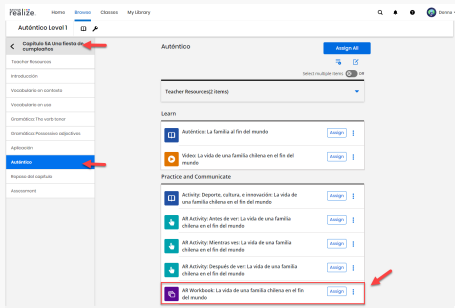 realize.
Home Browse Classes My Library
Donna
Auténtico Level 1
Capítulo 5A Una fiesta de
cumpleaños
Teacher Resources
Introducción
Vocabulario en contexto
Vocabulario en uso
Gramática: The verb tener
Gramática: Possessive adjectives
Aplicación
Auténtico
Repaso del capítulo
Assessment
Auténtico
Assign All
Select multiple items Off
Teacher Resources(2 items)
Learn
Auténtico: La familia al fin del mundo
Assign
Video: La vida de una familia chilena en el fin del
mundo
Assign
Practice and Communicate
Activity: Deporte, cultura, e innovación: La vida de
una familia chilena en el fin del mundo
Assign
AR Activity: Antes de ver: La vida de una familia
chilena en el fin del mundo
Assign
AR Activity: Mientras ves: La vida de una familia
chilena en el fin del mundo
Assign
AR Activity: Después de ver: La vida de una familia
chilena en el fin del mundo
Assign
AR Workbook: La vida de una familia chilena en el fin
del mundo
Assign